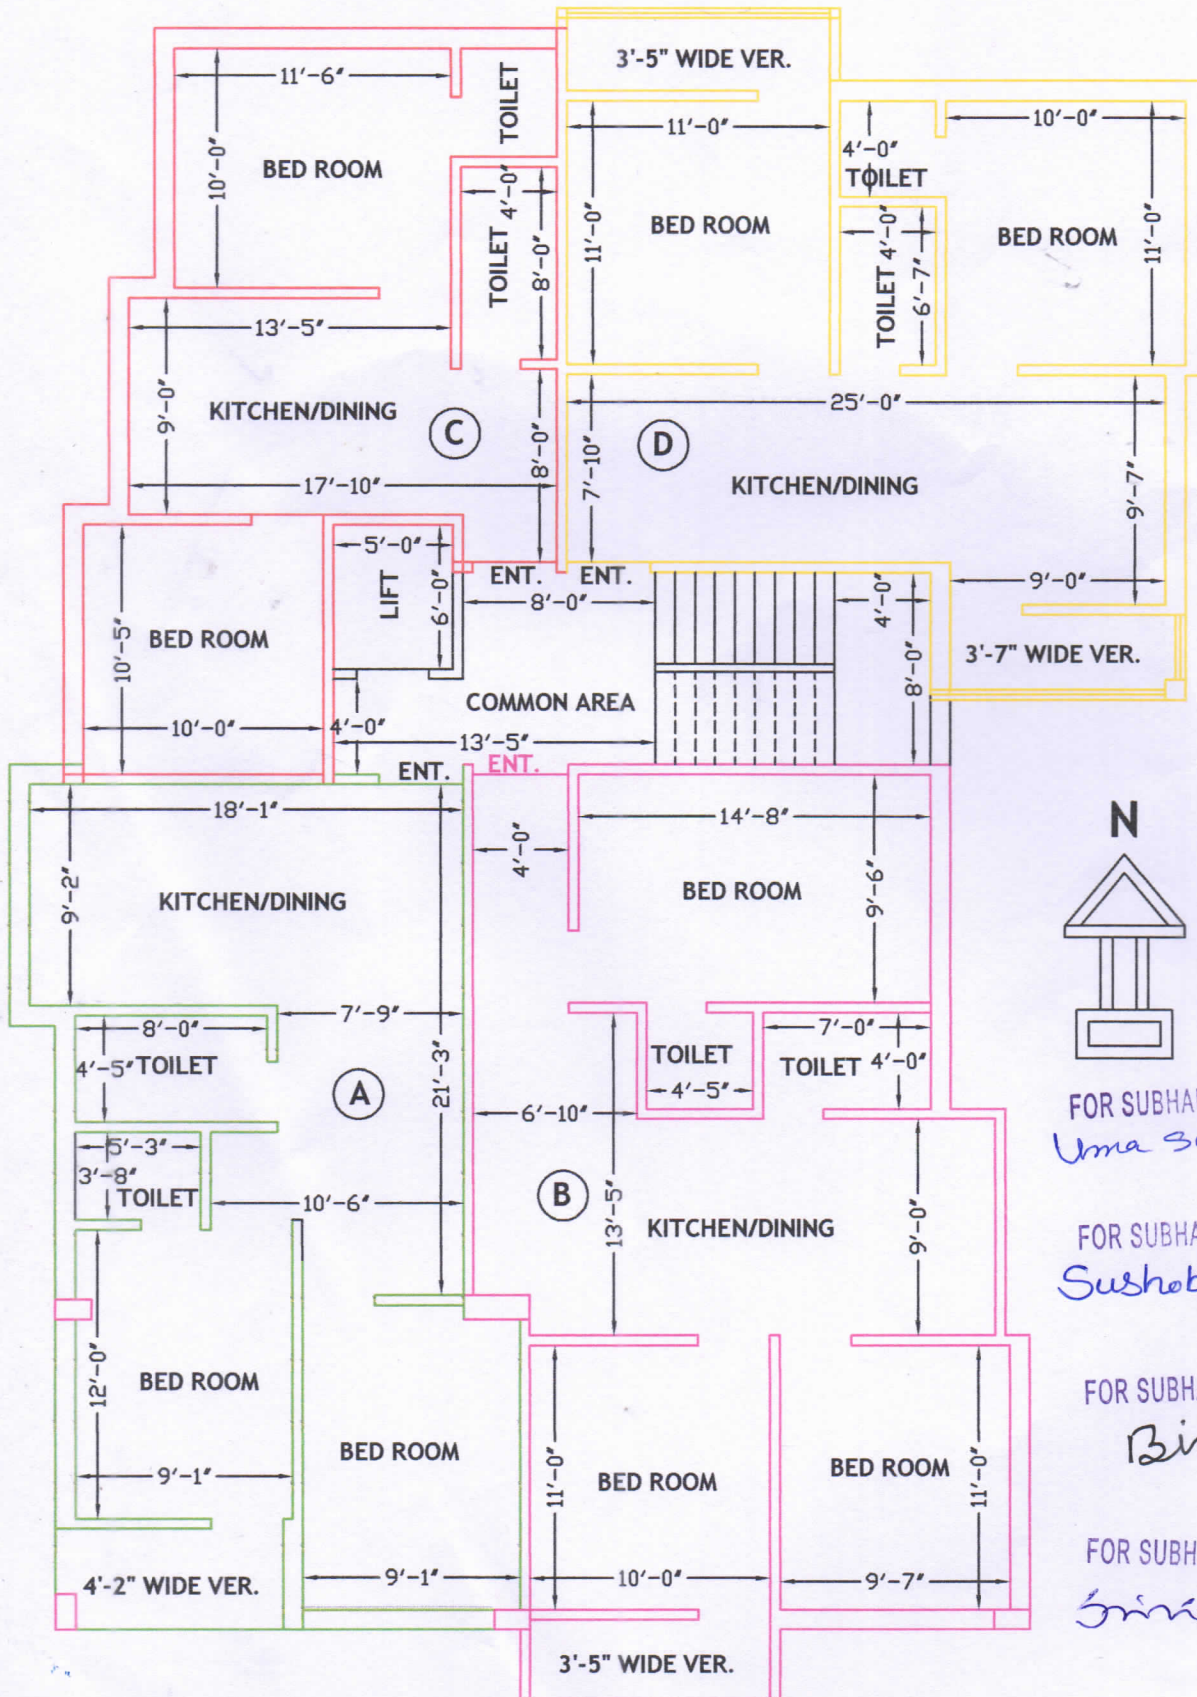 3'-5" WIDE VER.
11'-6"
TOILET
10'-0"
BED ROOM
11'-0"
4'-0"
TOILET
10'-0"
4'-0"
TOILET
8'-0"
11'-0"
BED ROOM
TOILET
4'-0"
6'-7"
BED ROOM
11'-0"
13'-5"
9'-0"
KITCHEN/DINING
C
8'-0"
17'-10"
25'-0"
D
7'-10"
KITCHEN/DINING
9'-7"
5'-0"
LIFT
6'-0"
ENT.
ENT.
8'-0"
4'-0"
9'-0"
10'-5"
BED ROOM
8'-0"
3'-7" WIDE VER.
COMMON AREA
10'-0"
4'-0"
13'-5"
ENT.
ENT.
18'-1"
9'-2"
KITCHEN/DINING
4'-0"
14'-8"
BED ROOM
9'-6"
N
7'-9"
8'-0"
4'-5"
TOILET
21'-3"
A
TOILET
4'-5"
7'-0"
TOILET
4'-0"
6'-10"
5'-3"
3'-8"
TOILET
10'-6"
B
13'-5"
KITCHEN/DINING
9'-0"
FOR SUBHA
Uma
FOR SUBHA
Sushob
12'-0"
BED ROOM
9'-1"
BED ROOM
11'-0"
BED ROOM
BED ROOM
11'-0"
FOR SUBHA
Bi
4'-2" WIDE VER.
9'-1"
10'-0"
9'-7"
FOR SUBH
3'-5" WIDE VER.